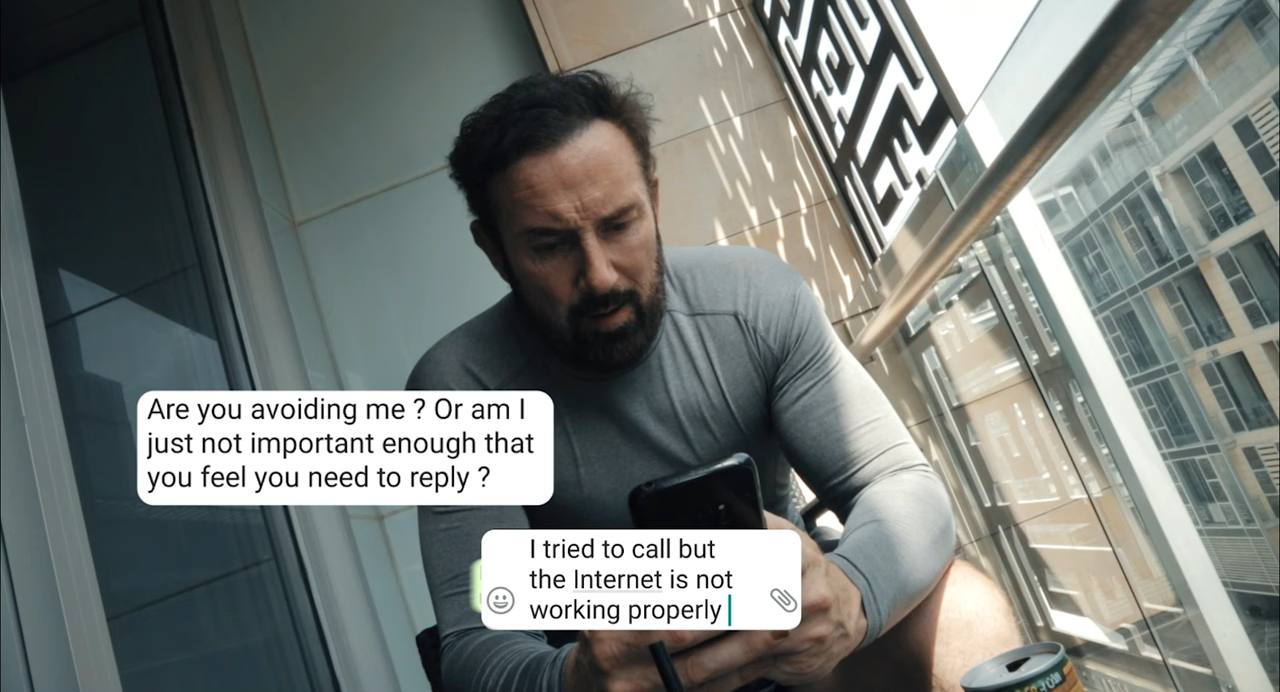 Are you avoiding me ? Or am I
just not important enough that
you feel you need to reply ?
I tried to call but
the Internet is not
working properly